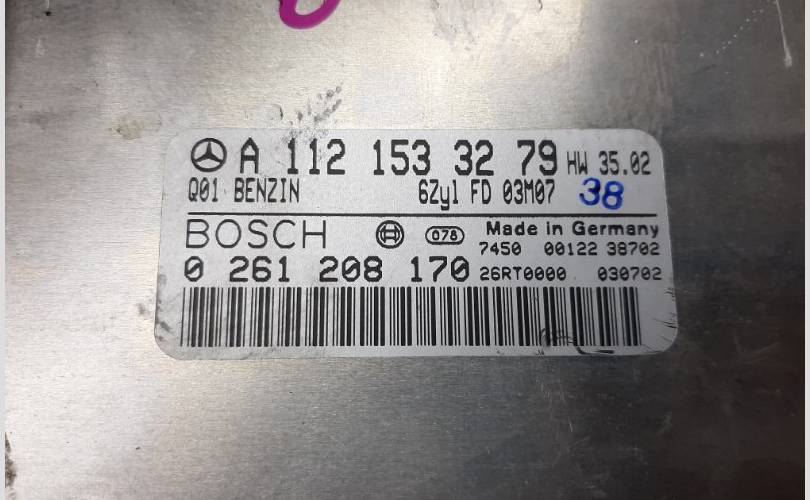 A 112 153 32 79 HW 35.02
Q01 BENZIN 6Zyl FD 03M07 38
BOSCH 078 Made in Germany
7450 00122 38702
0 261 208 170 26RT0000 030702